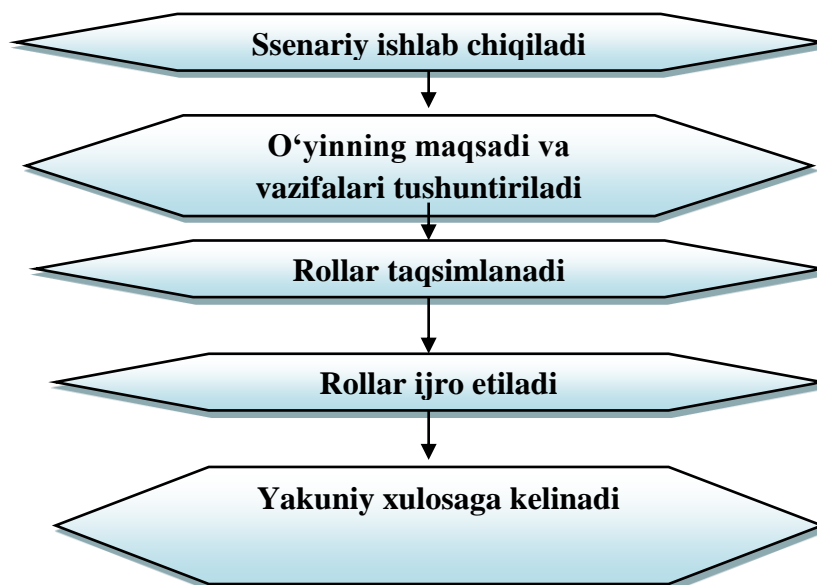 Ssenariy ishlab chiqiladi
O‘yinning maqsadi va
vazifalari tushuntiriladi
Rollar taqsimlanadi
Rollar ijro etiladi
Yakuniy xulosaga kelinadi